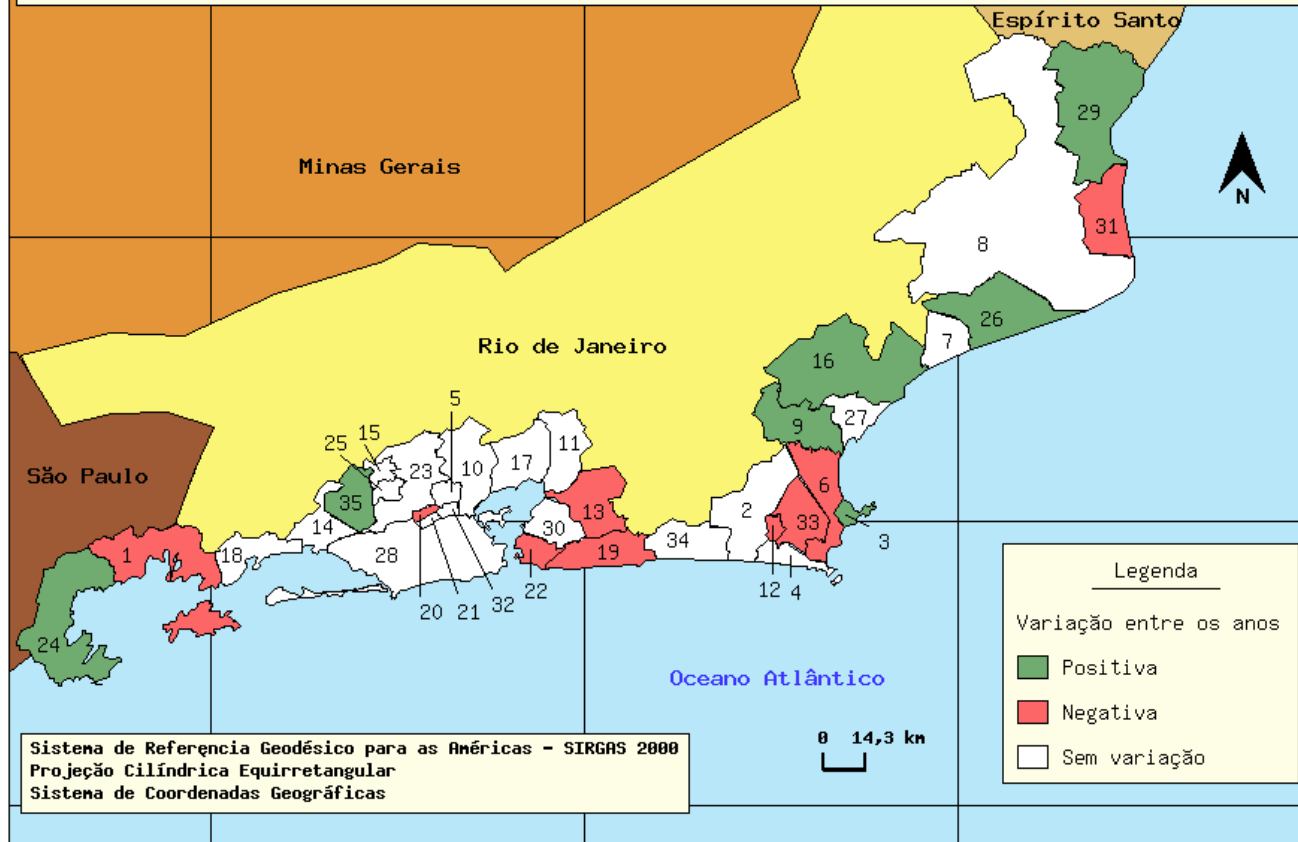 Espírito Santo
29
Minas Gerais
N
31
8
26
7
Rio de Janeiro
16
5
27
15
9
25
11
23
10
17
São Paulo
6
35
2
13
14
30
33
3
34
1
18
28
19
12
4
22
20
21
32
24
Oceano Atlântico
0 14,3 km
Legenda
Variação entre os anos
Positiva
Negativa
Sem variação
Sistema de Referençia Geodésico para as Américas - SIRGAS 2000
Projeção Cilíndrica Equirretangular
Sistema de Coordenadas Geográficas